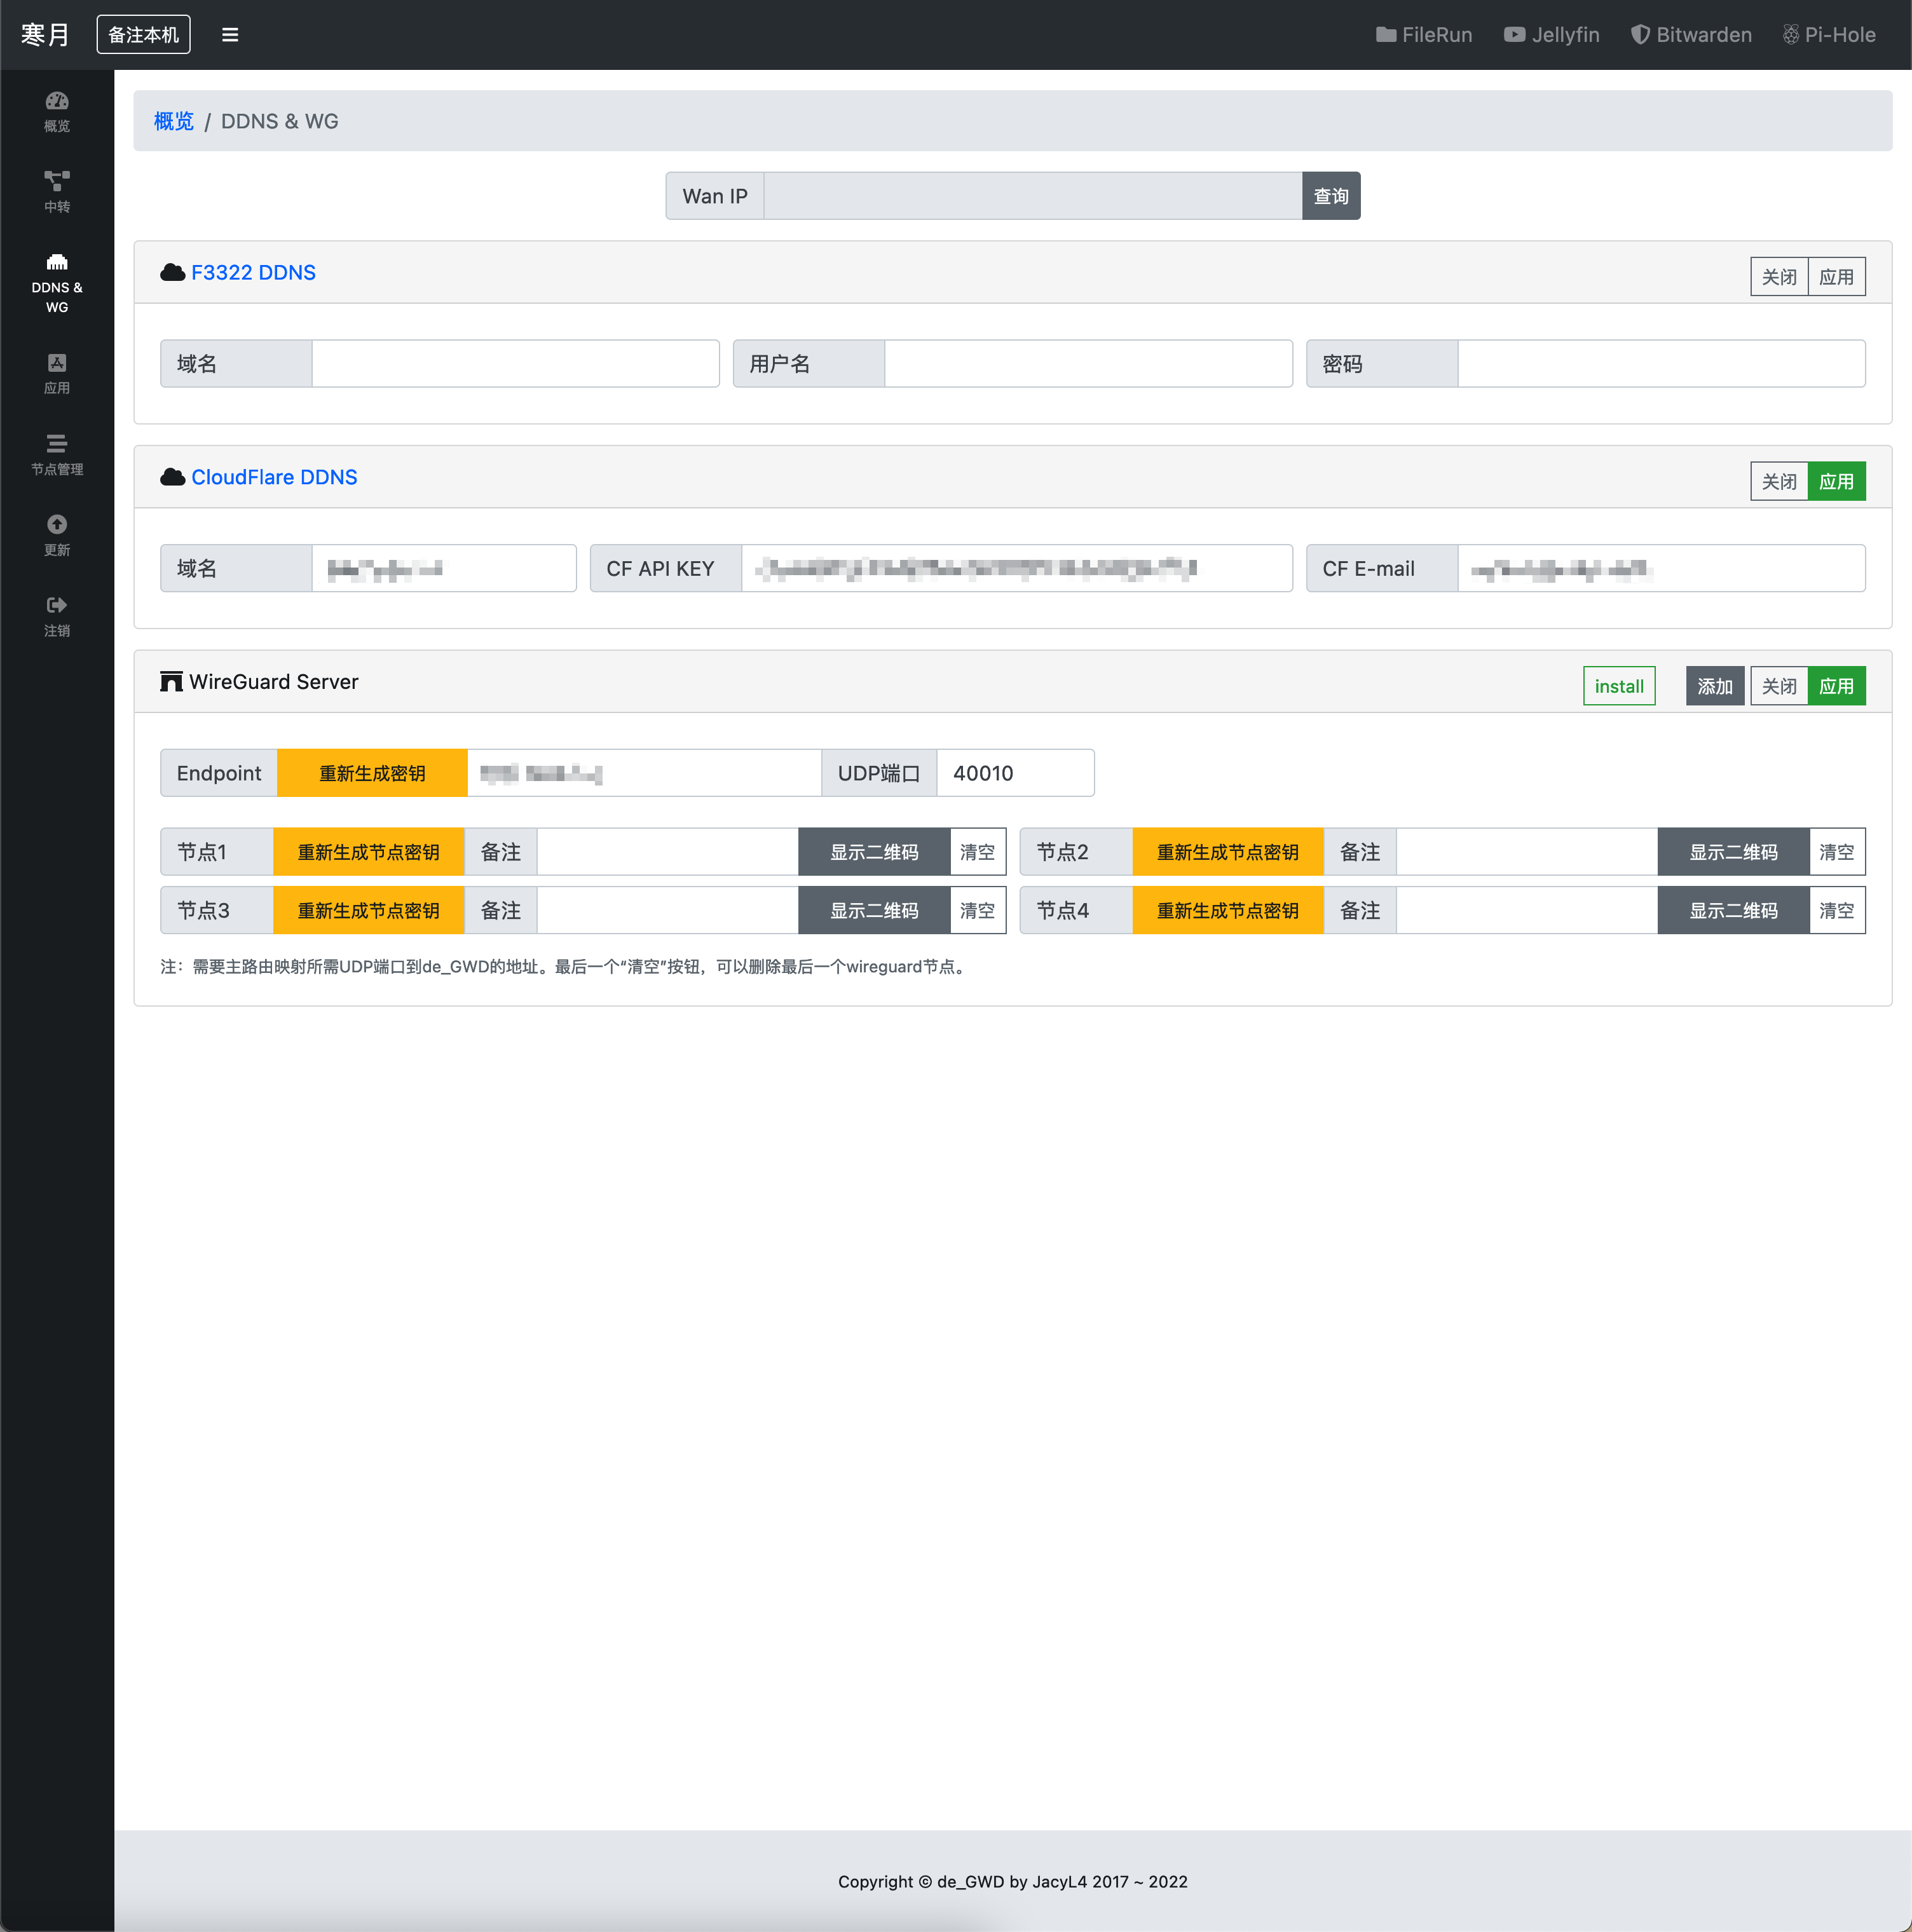 寒月 备注本机 FileRun Jellyfin Bitwarden Pi-Hole
概览
中转
DDNS &
WG
应用
节点管理
更新
注销
概览 / DDNS & WG
Wan IP 查询
F3322 DDNS 关闭 应用
域名 用户名 密码
CloudFlare DDNS 关闭 应用
域名 CF API KEY CF E-mail
WireGuard Server install 添加 关闭 应用
Endpoint 重新生成密钥 UDP端口 40010
节点1 重新生成节点密钥 备注 显示二维码 清空 节点2 重新生成节点密钥 备注 显示二维码 清空
节点3 重新生成节点密钥 备注 显示二维码 清空 节点4 重新生成节点密钥 备注 显示二维码 清空
注：需要主路由映射所需UDP端口到de_GWD的地址。最后一个“清空”按钮，可以删除最后一个wireguard节点。
Copyright © de_GWD by JacyL4 2017 ~ 2022